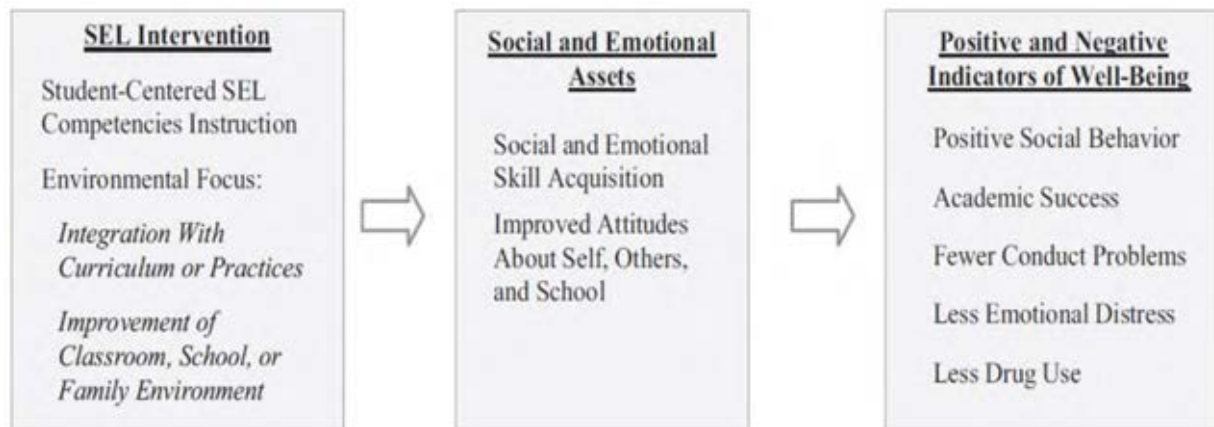 SEL Intervention
Student-Centered SEL
Competencies Instruction
Environmental Focus:
Integration With
Curriculum or Practices
Improvement of
Classroom, School, or
Family Environment
Social and Emotional
Assets
Social and Emotional
Skill Acquisition
Improved Attitudes
About Self, Others,
and School
Positive and Negative
Indicators of Well-Being
Positive Social Behavior
Academic Success
Fewer Conduct Problems
Less Emotional Distress
Less Drug Use